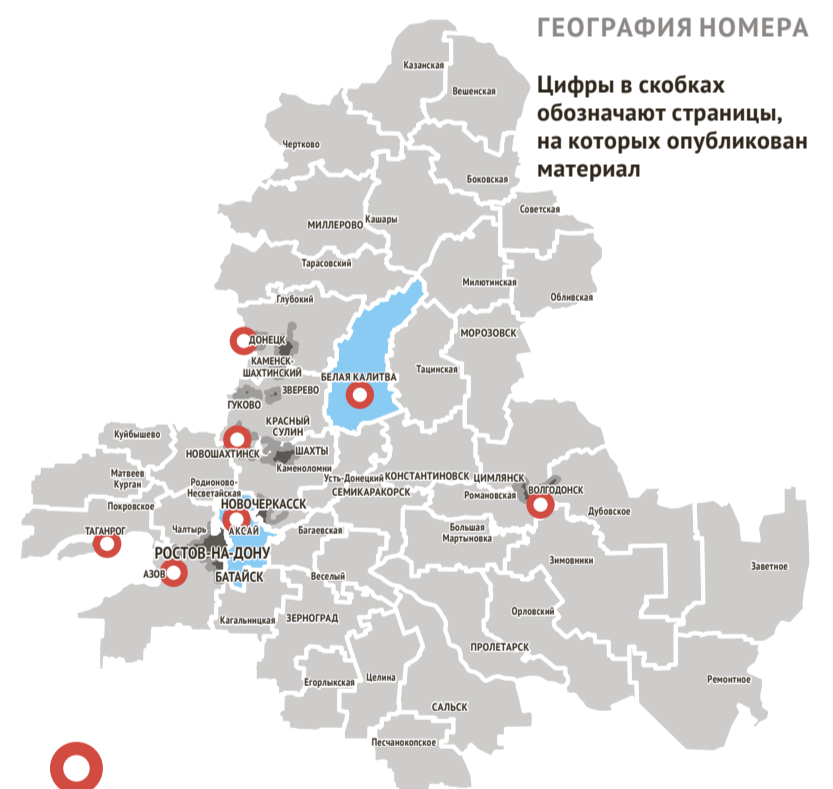 ГЕОГРАФИЯ НОМЕРА
Цифры в скобках
обозначают страницы,
на которых опубликован
материал
Казанская
Вешенская
Чертково
Боковская
Советская
МИЛЛЕРОВО
Кашары
Тарасовский
Милютинская
Обливская
Глубокий
МОРОЗОВСК
ДОНЕЦК
КАМЕНСК-
ШАХТИНСКИЙ
Тацинская
БЕЛАЯ КАЛИТВА
ЗВЕРЕВО
ГУКОВО
КРАСНЫЙ
СУЛИН
Куйбышево
НОВОШАХТИНСК
ШАХТЫ
Каменоломни
Матвеев
Курган
Родионово-
Несветайская
Усть-Донецкий
КОНСТАНТИНОВСК
ЦИМЛЯНСК
СЕМИКАРАКОРСК
Романовская
ВОЛГОДОНСК
Покровское
НОВОЧЕРКАССК
Дубовское
ТАГАНРОГ
Чалтырь
АКСАЙ
Багаевская
Большая
Мартыновка
РОСТОВ-НА-ДОНУ
Зимовники
Заветное
АЗОВ
БАТАЙСК
Веселый
Орловский
Кагальницкая
ЗЕРНОГРАД
ПРОЛЕТАРСК
Егорлыкская
Целина
Ремонтное
САЛЬСК
Песчанокопское